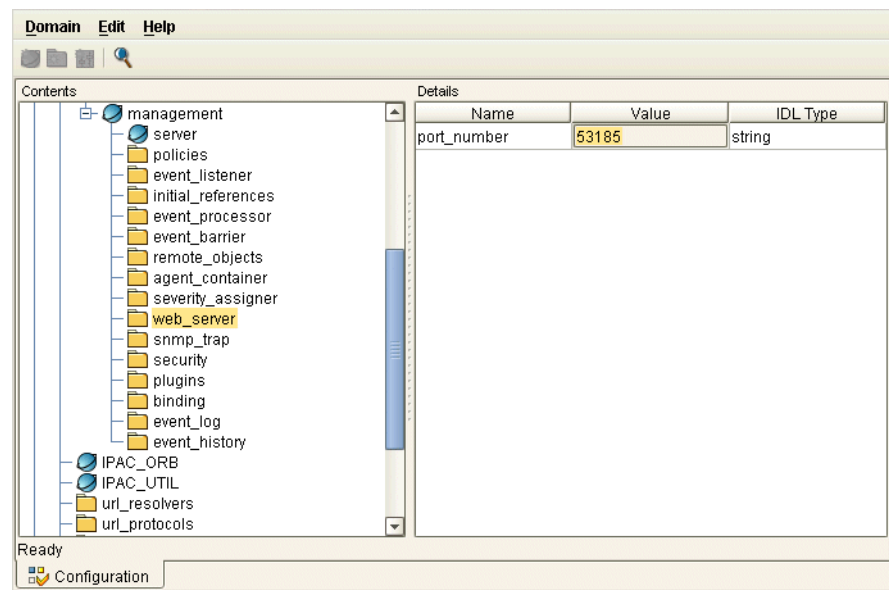 Domain Edit Help
Contents
management
server
policies
event_listener
initial_references
event_processor
event_barrier
remote_objects
agent_container
severity_assigner
web_server
snmp_trap
security
plugins
binding
event_log
event_history
IPAC_ORB
IPAC_UTIL
url_resolvers
url_protocols
Details
Name Value IDL Type
port_number 53185 string
Ready
Configuration